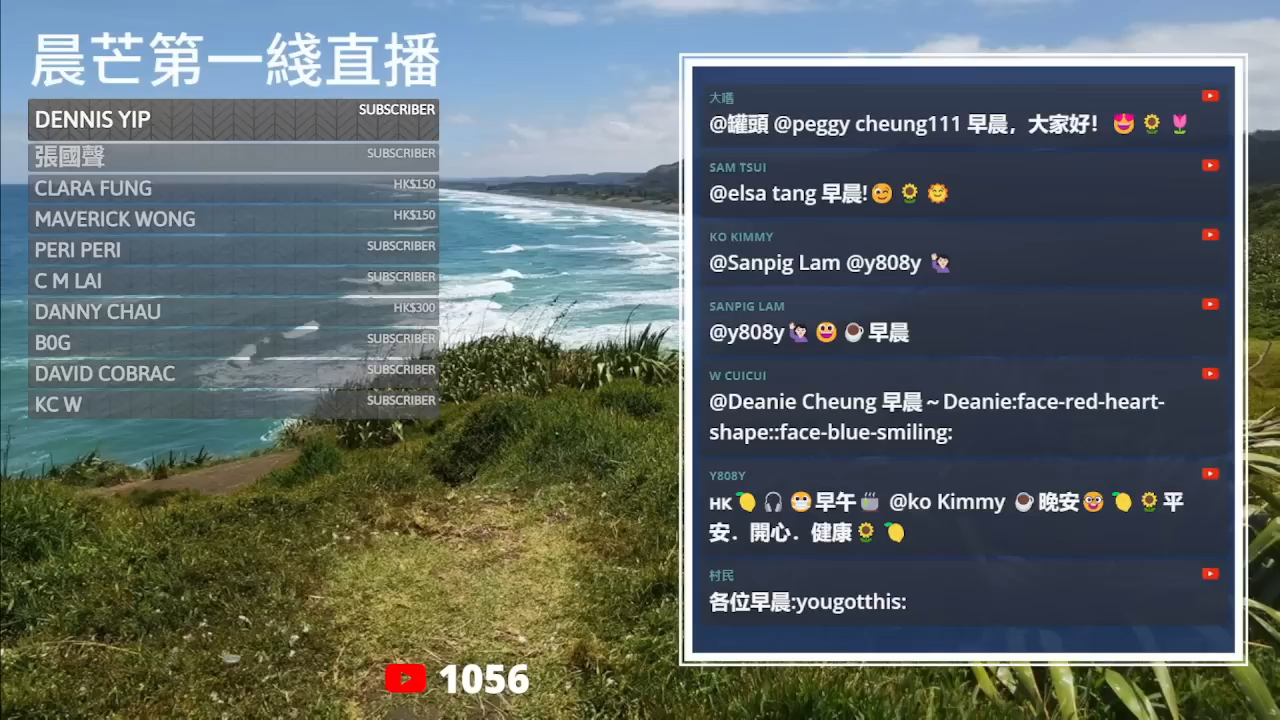 晨芒第一綫直播
DENNIS YIP SUBSCRIBER
張國聲 SUBSCRIBER
CLARA FUNG HK$150
MAVERICK WONG HK$150
PERI PERI SUBSCRIBER
C M LAI SUBSCRIBER
DANNY CHAU HK$300
B0G SUBSCRIBER
DAVID COBRAC SUBSCRIBER
KC W SUBSCRIBER
大嘴
@罐頭 @peggy cheung111 早晨，大家好！ 😍 🌻 🌷
SAM TSUI
@elsa tang 早晨!😊 🌻 🌞
KO KIMMY
@Sanpig Lam @y808y 🙋🏻‍♀️
SANPIG LAM
@y808y🙋🏻‍♀️ 😃 ☕ 早晨
W CUICUI
@Deanie Cheung 早晨～Deanie:face-red-heart-
shape::face-blue-smiling:
Y808Y
ʜᴋ🍋 🎧 😷早午🍵 @ko Kimmy ☕晚安🤓 🍋 🌻平
安．開心．健康🌻 🍋
村民
各位早晨:yougotthis:
1056